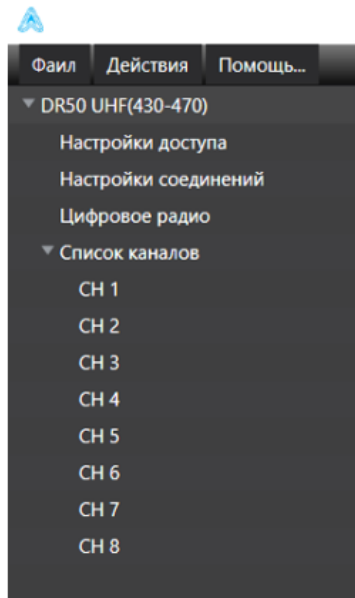 Фаил Действия Помощь...
DR50 UHF(430-470)
Настройки доступа
Настройки соединений
Цифровое радио
Список каналов
CH 1
CH 2
CH 3
CH 4
CH 5
CH 6
CH 7
CH 8